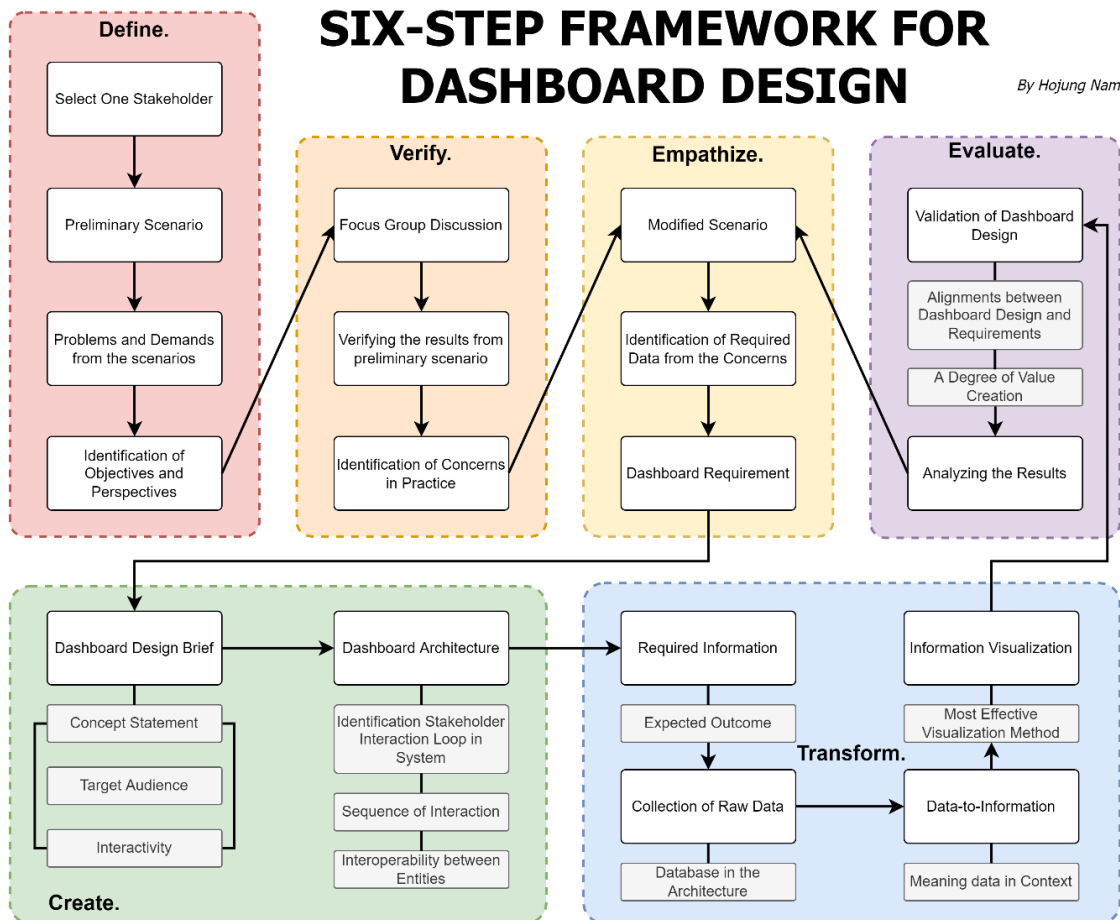 SIX-STEP FRAMEWORK FOR
DASHBOARD DESIGN
By Hojung Nam
Define.
Select One Stakeholder
Preliminary Scenario
Problems and Demands
from the scenarios
Identification of
Objectives and
Perspectives
Verify.
Focus Group Discussion
Verifying the results from
preliminary scenario
Identification of Concerns
in Practice
Empathize.
Modified Scenario
Identification of Required
Data from the Concerns
Dashboard Requirement
Evaluate.
Validation of Dashboard
Design
Alignments between
Dashboard Design and
Requirements
A Degree of Value
Creation
Analyzing the Results
Dashboard Design Brief
Concept Statement
Target Audience
Interactivity
Create.
Dashboard Architecture
Identification Stakeholder
Interaction Loop in
System
Sequence of Interaction
Interoperability between
Entities
Required Information
Expected Outcome
Collection of Raw Data
Database in the
Architecture
Transform.
Information Visualization
Most Effective
Visualization Method
Data-to-Information
Meaning data in Context